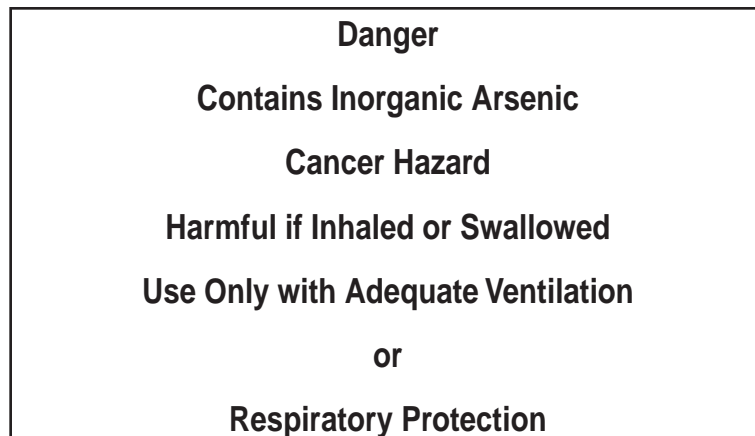 Danger
Contains Inorganic Arsenic
Cancer Hazard
Harmful if Inhaled or Swallowed
Use Only with Adequate Ventilation
or
Respiratory Protection